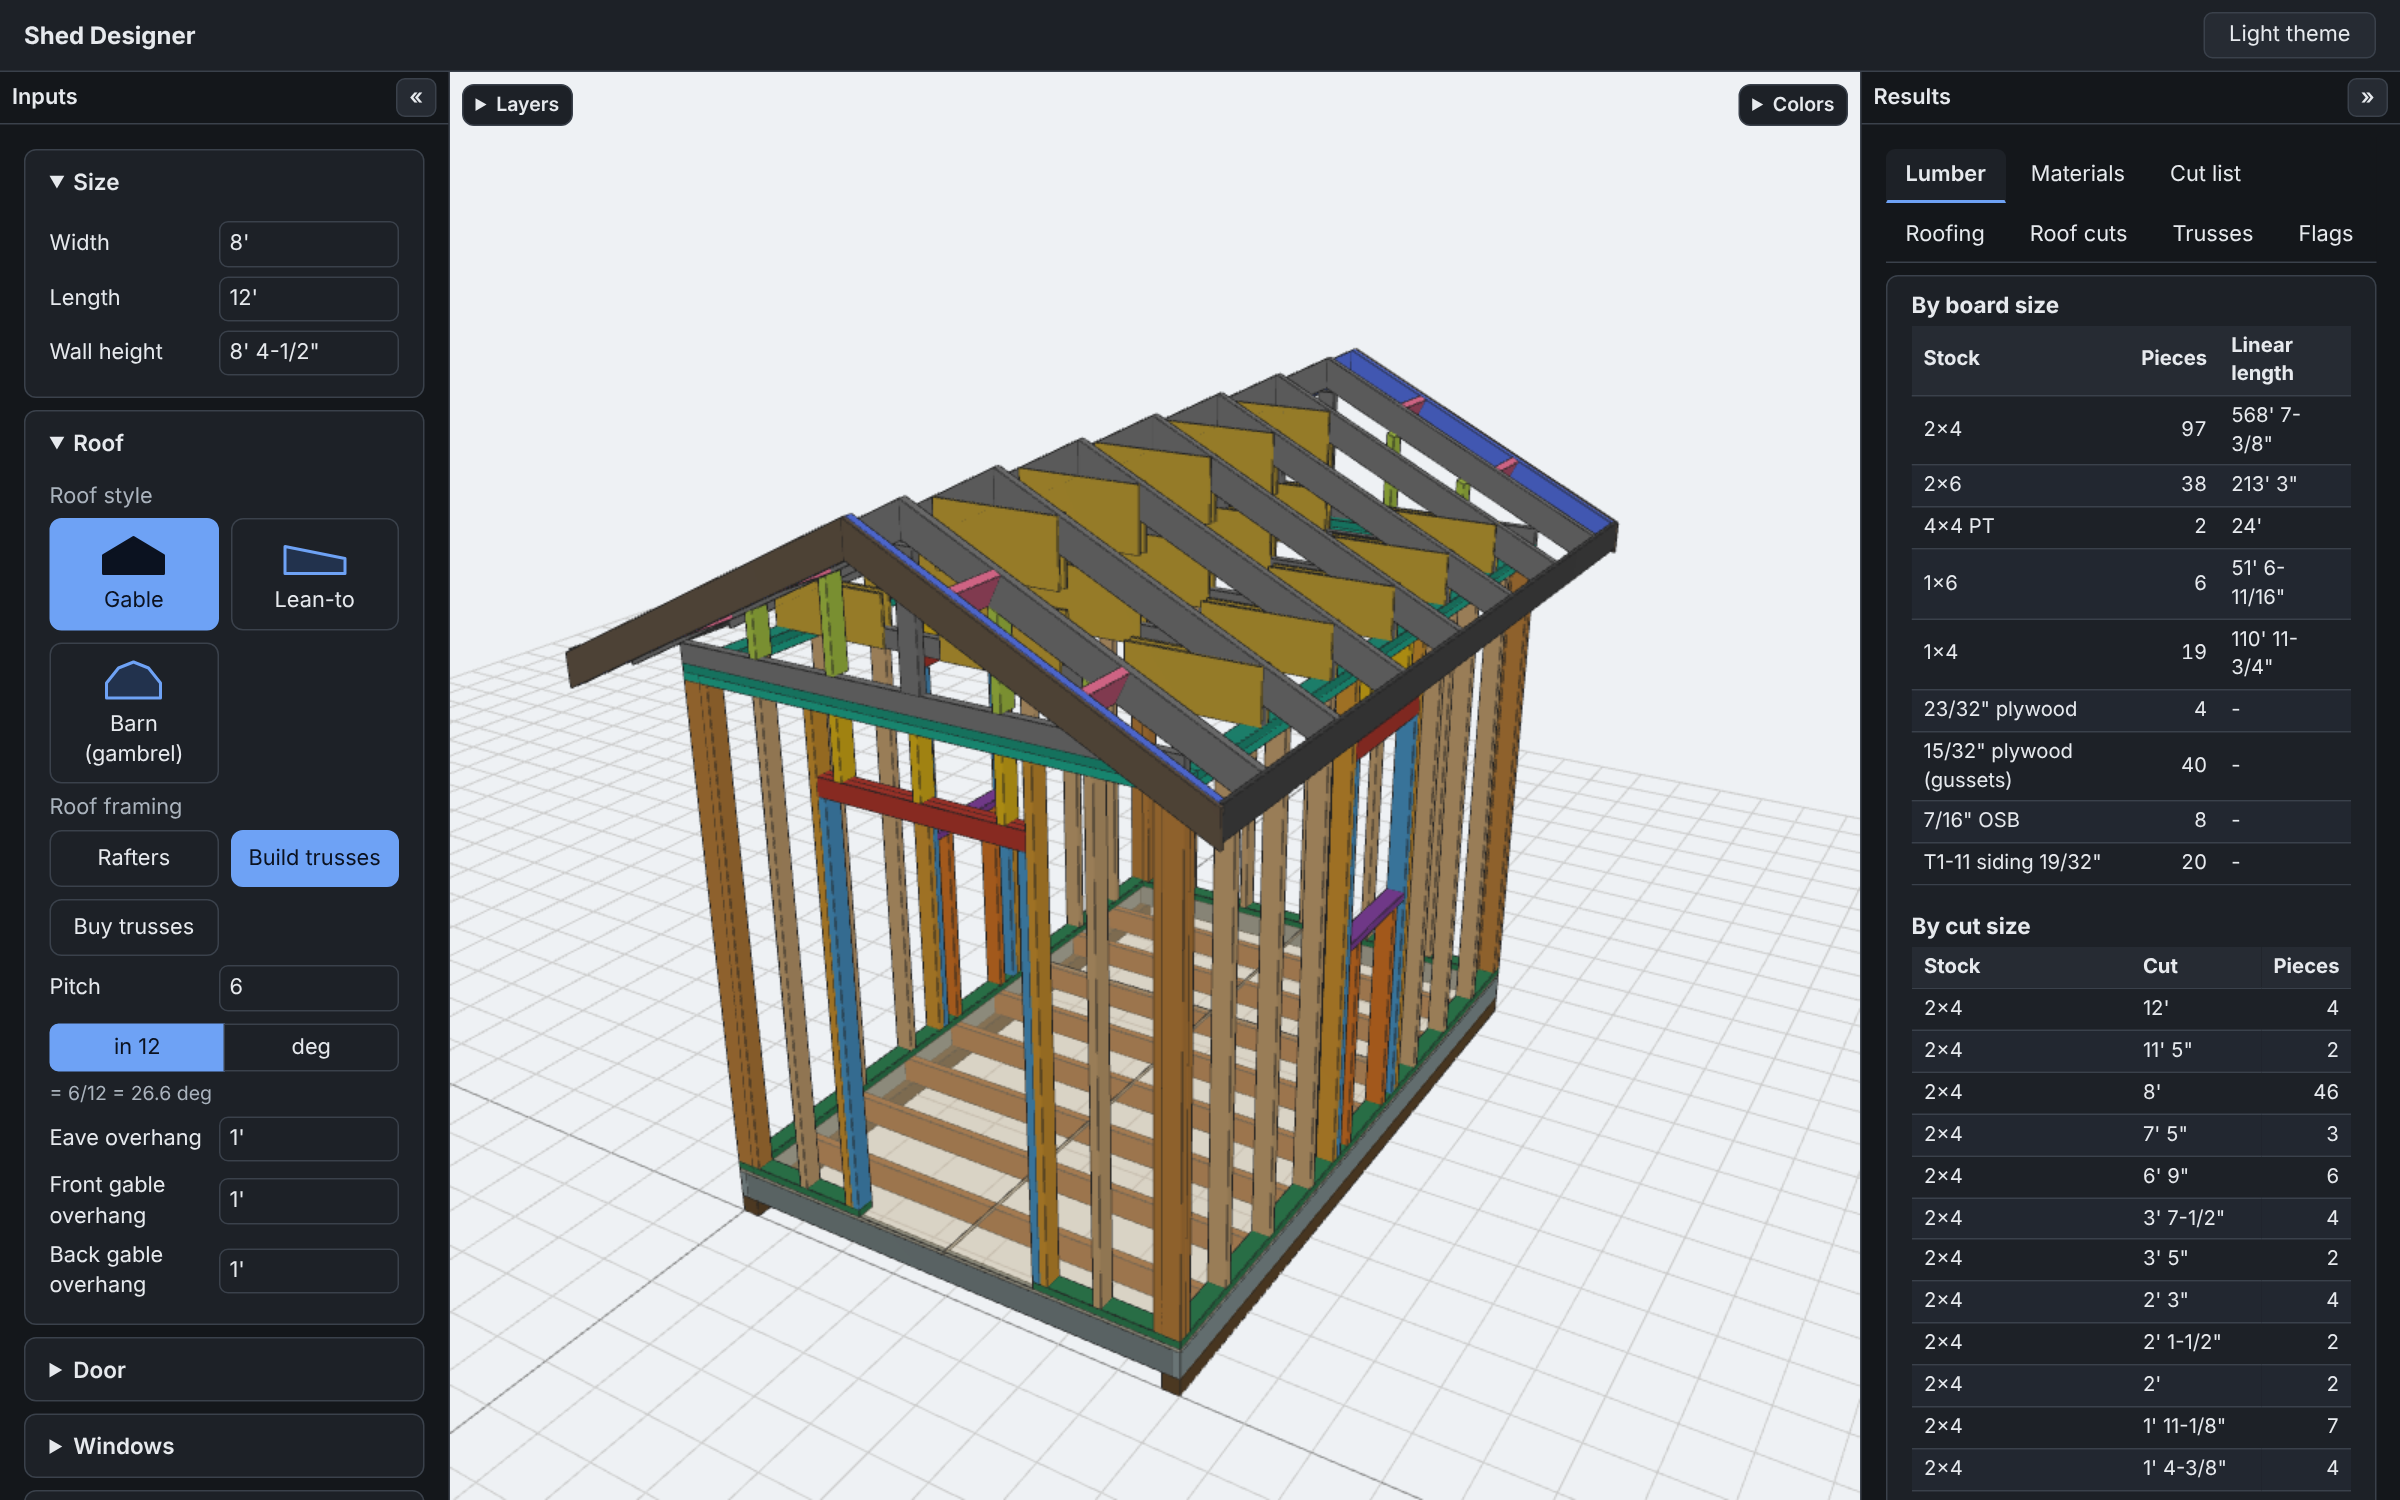 Shed Designer
Light theme
Inputs
«
▼ Size
Width 8'
Length 12'
Wall height 8' 4-1/2"
▼ Roof
Roof style
Gable
Lean-to
Barn
(gambrel)
Roof framing
Rafters
Build trusses
Buy trusses
Pitch 6
in 12
deg
= 6/12 = 26.6 deg
Eave overhang 1'
Front gable
overhang 1'
Back gable
overhang 1'
▶ Door
▶ Windows
▶ Layers
▶ Colors
Results
»
Lumber Materials Cut list
Roofing Roof cuts Trusses Flags
By board size
Stock Pieces Linear
length
2×4 97 568' 7-
3/8"
2×6 38 213' 3"
4×4 PT 2 24'
1×6 6 51' 6-
11/16"
1×4 19 110' 11-
3/4"
23/32" plywood 4 -
15/32" plywood
(gussets) 40 -
7/16" OSB 8 -
T1-11 siding 19/32" 20 -
By cut size
Stock Cut Pieces
2×4 12' 4
2×4 11' 5" 2
2×4 8' 46
2×4 7' 5" 3
2×4 6' 9" 6
2×4 3' 7-1/2" 4
2×4 3' 5" 2
2×4 2' 3" 4
2×4 2' 1-1/2" 2
2×4 2' 2
2×4 1' 11-1/8" 7
2×4 1' 4-3/8" 4